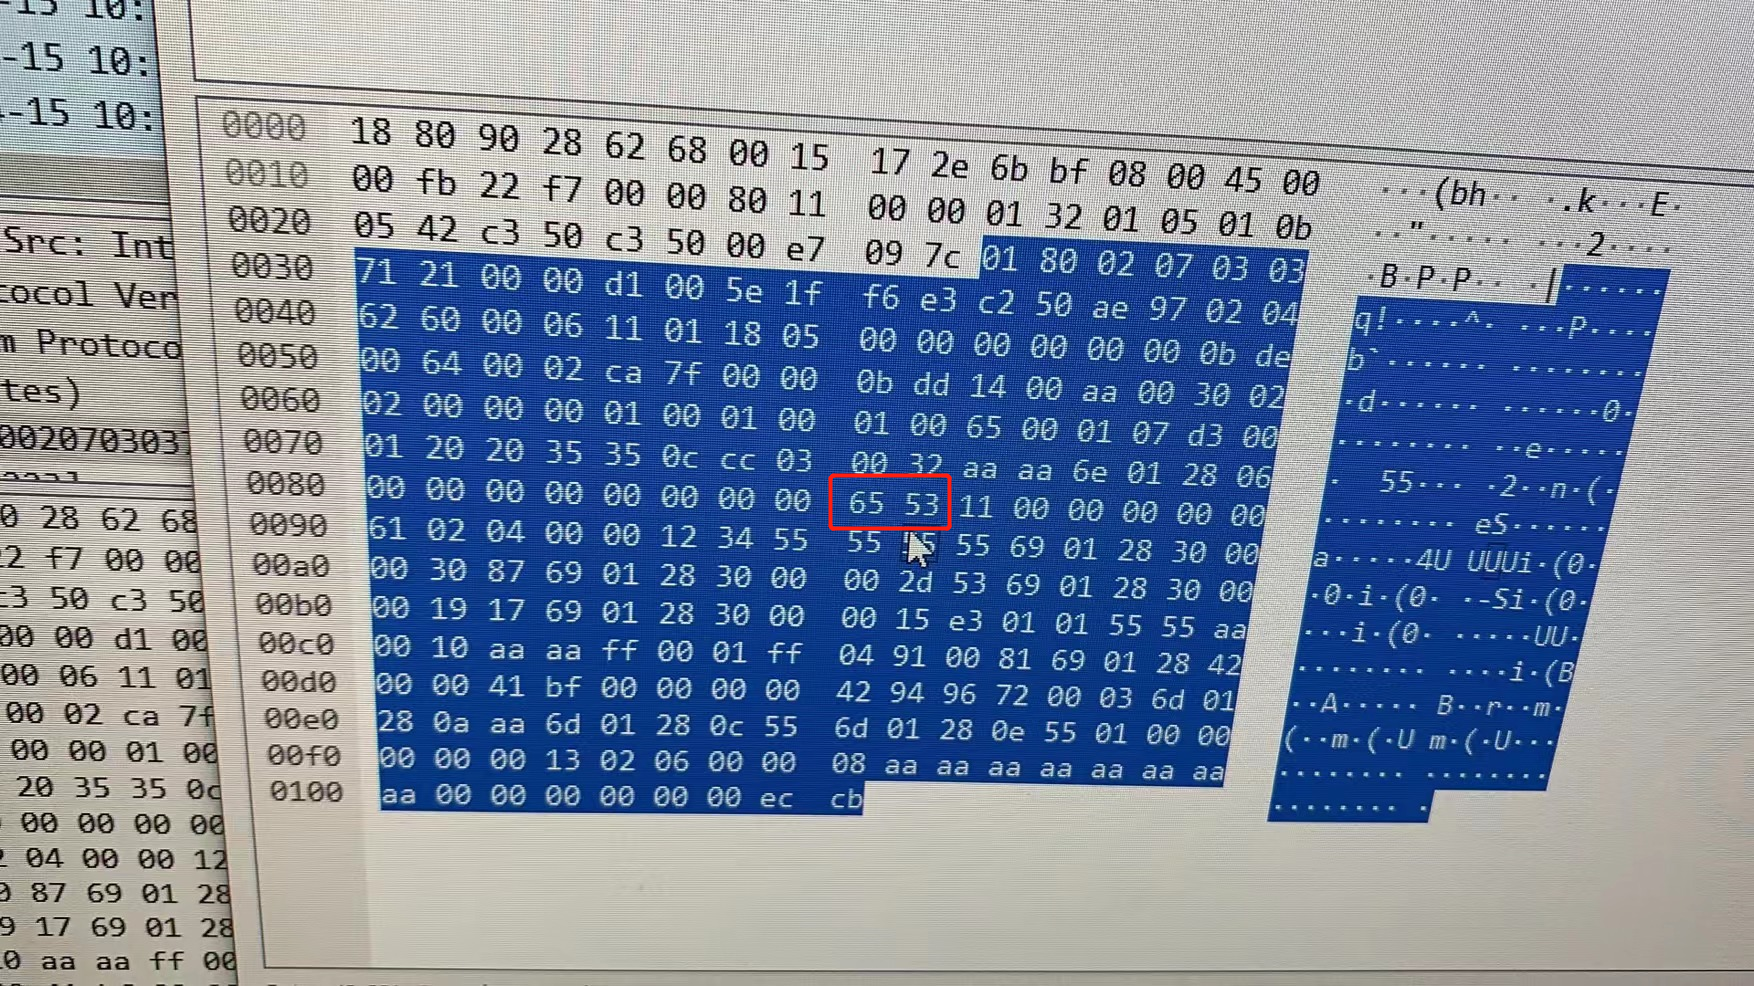 -15 10:
-15 10:
-15 10:
Src: Int
ocol Ver
m Protoco
tes)
0020703037
0 28 62 68
22 f7 00 00
c3 50 c3 50
00 00 d1 00
00 06 11 01
00 02 ca 7f
00 00 01 00
20 35 35 0c
00 00 00 00
04 00 00 12
87 69 01 28
9 17 69 01 28
10 aa aa ff 00
0000 18 80 90 28 62 68 00 15 17 2e 6b bf 08 00 45 00 ···(bh·· ·.k···E·
0010 00 fb 22 f7 00 00 80 11 00 00 01 32 01 05 01 0b ··"····· ···2····
0020 05 42 c3 50 c3 50 00 e7 09 7c 01 80 02 07 03 03 ·B·P·P·· ·|······
0030 71 21 00 00 d1 00 5e 1f f6 e3 c2 50 ae 97 02 04 q!····^· ···P····
0040 62 60 00 06 11 01 18 05 00 00 00 00 00 00 0b de b`······ ········
0050 00 64 00 02 ca 7f 00 00 0b dd 14 00 aa 00 30 02 ·d······ ······0·
0060 02 00 00 00 01 00 01 00 01 00 65 00 01 07 d3 00 ········ ··e·····
0070 01 20 20 35 35 0c cc 03 00 32 aa aa 6e 01 28 06 ·  55··· ·2··n·(·
0080 00 00 00 00 00 00 00 00 65 53 11 00 00 00 00 00 ········ eS······
0090 61 02 04 00 00 12 34 55 55 55 55 69 01 28 30 00 a·····4U UUUi·(0·
00a0 00 30 87 69 01 28 30 00 00 2d 53 69 01 28 30 00 ·0·i·(0· ·-Si·(0·
00b0 00 19 17 69 01 28 30 00 00 15 e3 01 01 55 55 aa ···i·(0· ·····UU·
00c0 00 10 aa aa ff 00 01 ff 04 91 00 81 69 01 28 42 ········ ····i·(B
00d0 00 00 41 bf 00 00 00 00 42 94 96 72 00 03 6d 01 ··A····· B··r··m·
00e0 28 0a aa 6d 01 28 0c 55 6d 01 28 0e 55 01 00 00 (··m·(·U m·(·U···
00f0 00 00 00 13 02 06 00 00 08 aa aa aa aa aa aa aa ········ ········
0100 aa 00 00 00 00 00 00 ec cb ········ ·